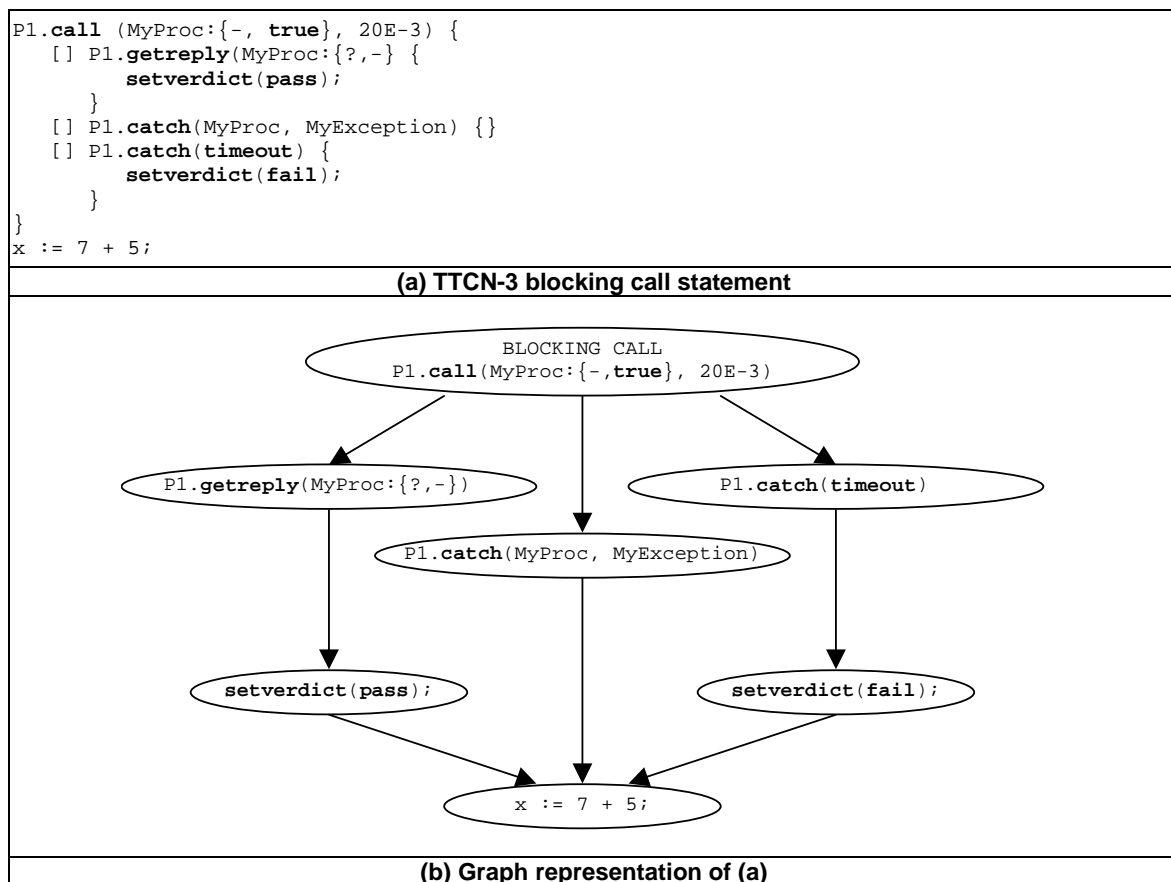 P1.call (MyProc:{-, true}, 20E-3) {
[] P1.getreply(MyProc:{?,-} {
setverdict(pass);
}
[] P1.catch(MyProc, MyException) {}
[] P1.catch(timeout) {
setverdict(fail);
}
}
x := 7 + 5;
(a) TTCN-3 blocking call statement
BLOCKING CALL
P1.call(MyProc:{-,true}, 20E-3)
P1.getreply(MyProc:{?,-})
P1.catch(timeout)
P1.catch(MyProc, MyException)
setverdict(pass);
setverdict(fail);
x := 7 + 5;
(b) Graph representation of (a)